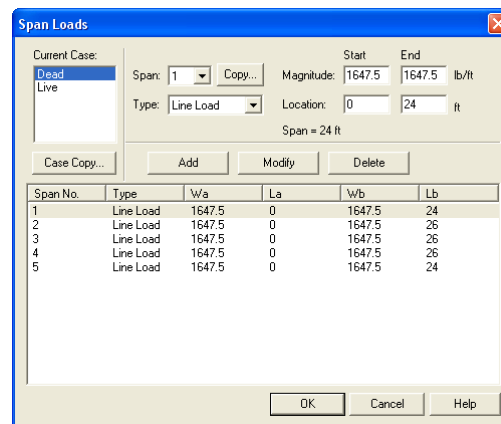 Span Loads
Current Case:
Dead
Live
Span: 1 Copy...
Type: Line Load
Start End
Magnitude: 1647.5 1647.5 lb/ft
Location: 0 24 ft
Span = 24 ft
Case Copy... Add Modify Delete
Span No. Type Wa La Wb Lb
1 Line Load 1647.5 0 1647.5 24
2 Line Load 1647.5 0 1647.5 26
3 Line Load 1647.5 0 1647.5 26
4 Line Load 1647.5 0 1647.5 26
5 Line Load 1647.5 0 1647.5 24
OK Cancel Help